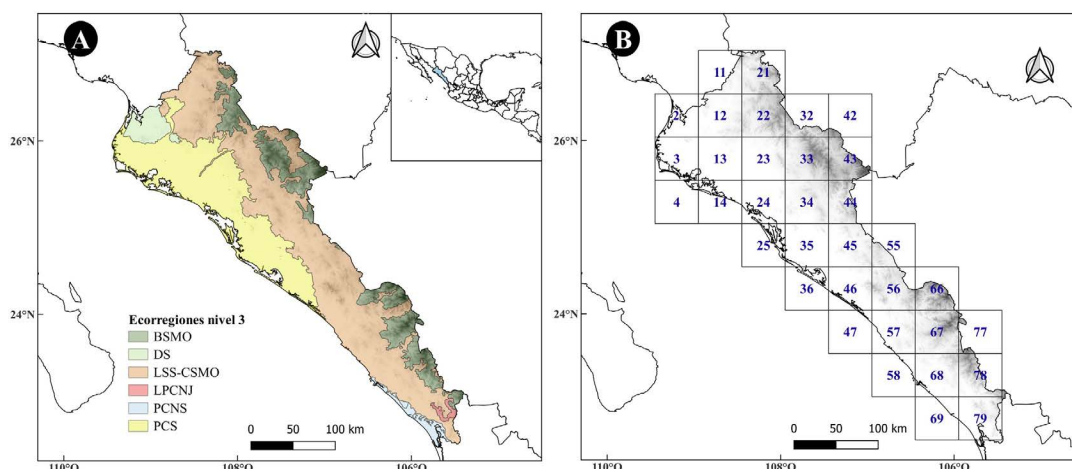 A
26°N
24°N
Ecorregiones nivel 3
BSMO
DS
LSS-CSMO
LPCNJ
PCNS
PCS
0 50 100 km
110°W 108°W 106°W
B
11 21
2 12 22 32 42
26°N
3 13 23 33 43
4 14 24 34 44
25 35 45 55
36 46 56 66
24°N
47 57 67 77
58 68 78
69 79
0 50 100 km
110°W 108°W 106°W